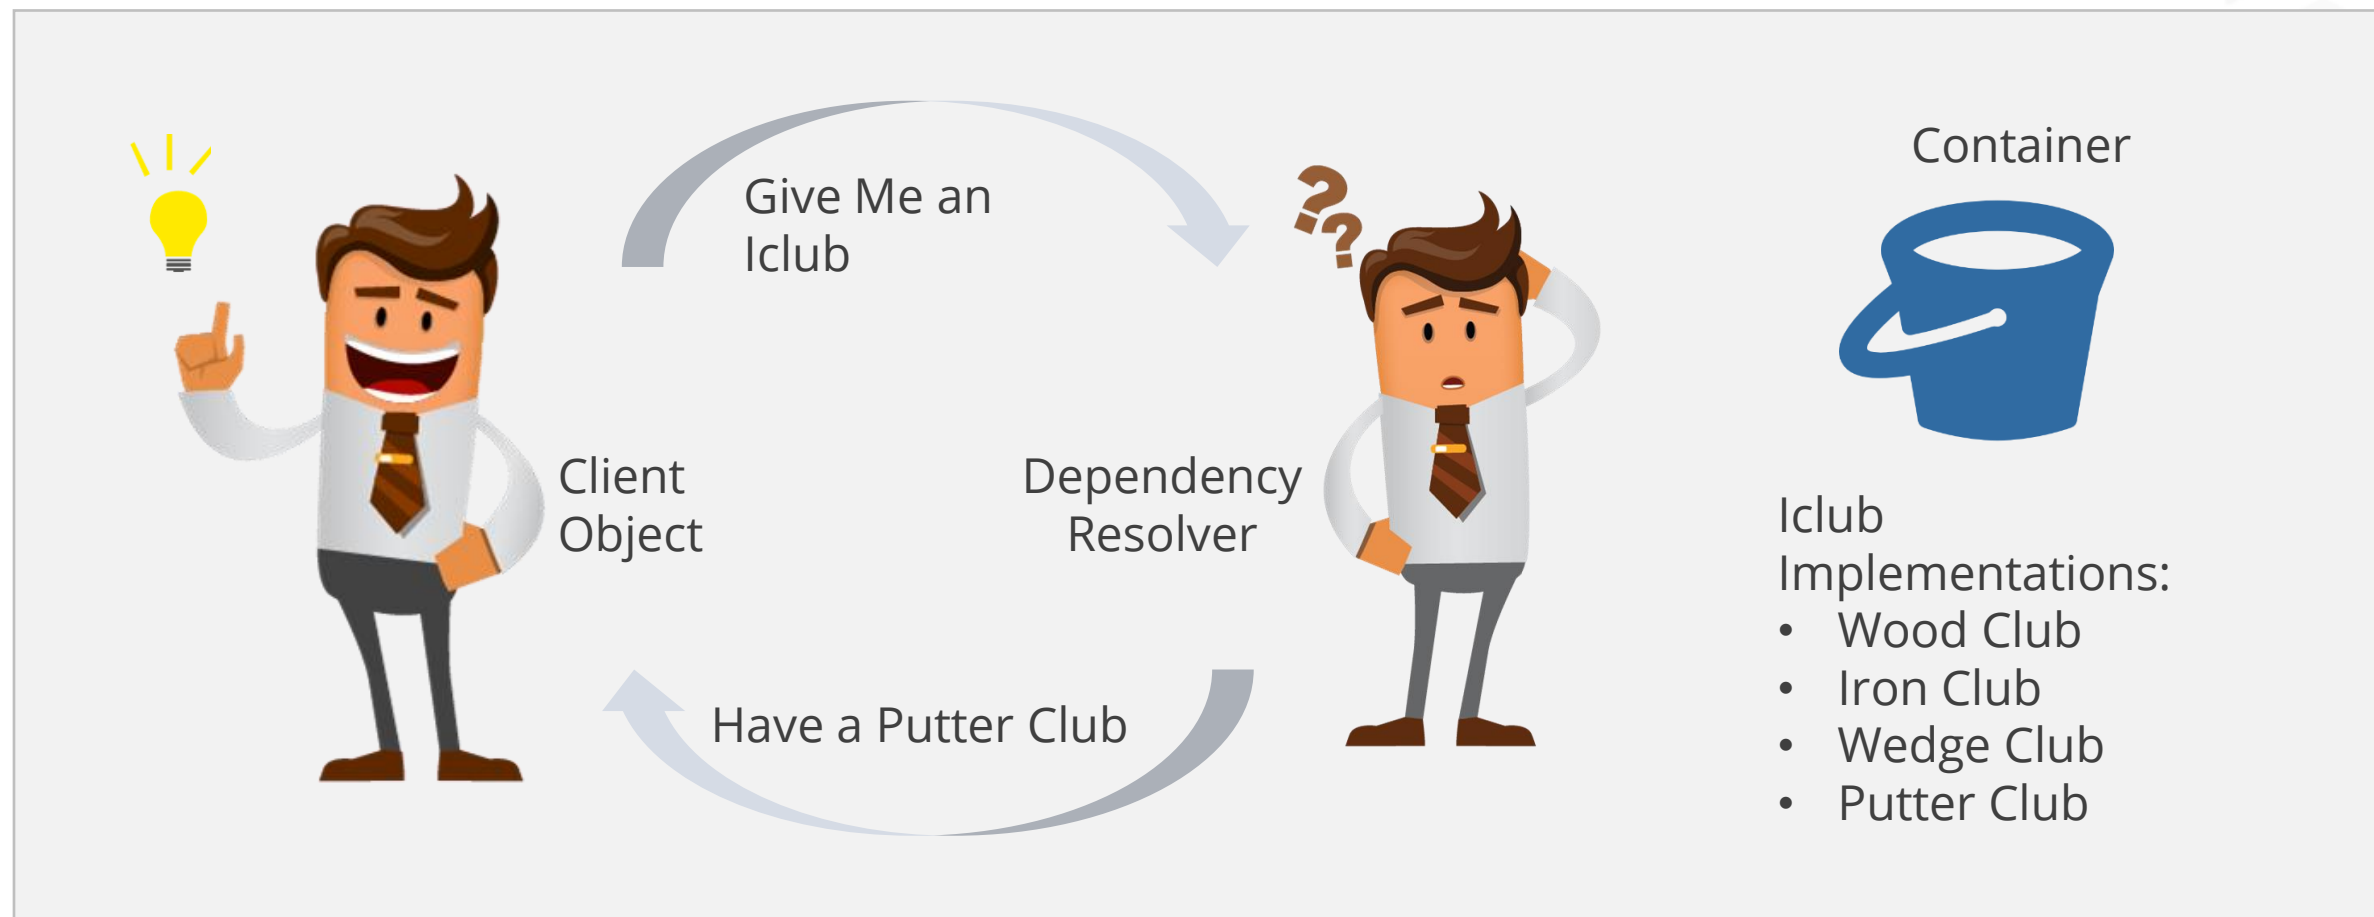 Give Me an
Iclub
Client
Object
Dependency
Resolver
Have a Putter Club
Container
Iclub
Implementations:
• Wood Club
• Iron Club
• Wedge Club
• Putter Club
??